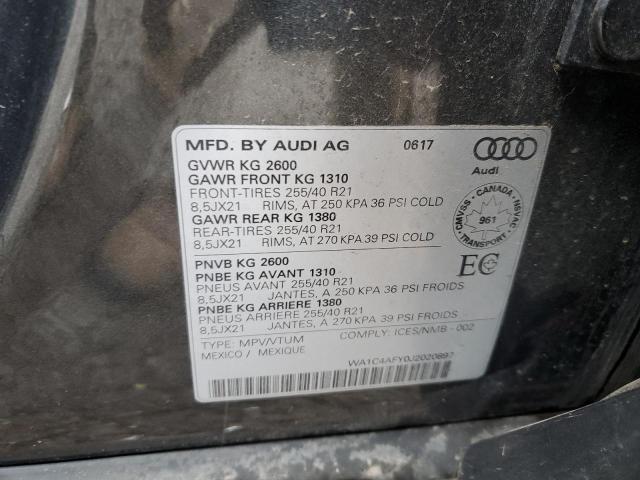 MFD. BY AUDI AG 0617
Audi
GVWR KG 2600
GAWR FRONT KG 1310
FRONT-TIRES 255/40 R21
8,5JX21 RIMS, AT 250 KPA 36 PSI COLD
GAWR REAR KG 1380
REAR-TIRES 255/40 R21
8,5JX21 RIMS, AT 270 KPA 39 PSI COLD
CANADA
CMVSS NSVAC
961
TRANSPORT
PNVB KG 2600
PNBE KG AVANT 1310
PNEUS AVANT 255/40 R21
8,5JX21 JANTES, A 250 KPA 36 PSI FROIDS
PNBE KG ARRIERE 1380
PNEUS ARRIERE 255/40 R21
8,5JX21 JANTES, A 270 KPA 39 PSI FROIDS
EC
TYPE: MPV/VTUM COMPLY: ICES/NMB - 002
MEXICO / MEXIQUE
WA1C4AFY0J2020897